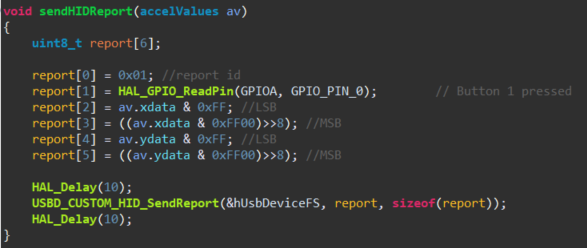 void sendHIDReport(accelValues av)
{
uint8_t report[6];
report[0] = 0x01; //report id
report[1] = HAL_GPIO_ReadPin(GPIOA, GPIO_PIN_0); // Button 1 pressed
report[2] = av.xdata & 0xFF; //LSB
report[3] = ((av.xdata & 0xFF00)>>8); //MSB
report[4] = av.ydata & 0xFF; //LSB
report[5] = ((av.ydata & 0xFF00)>>8); //MSB
HAL_Delay(10);
USBD_CUSTOM_HID_SendReport(&hUsbDeviceFS, report, sizeof(report));
HAL_Delay(10);
}